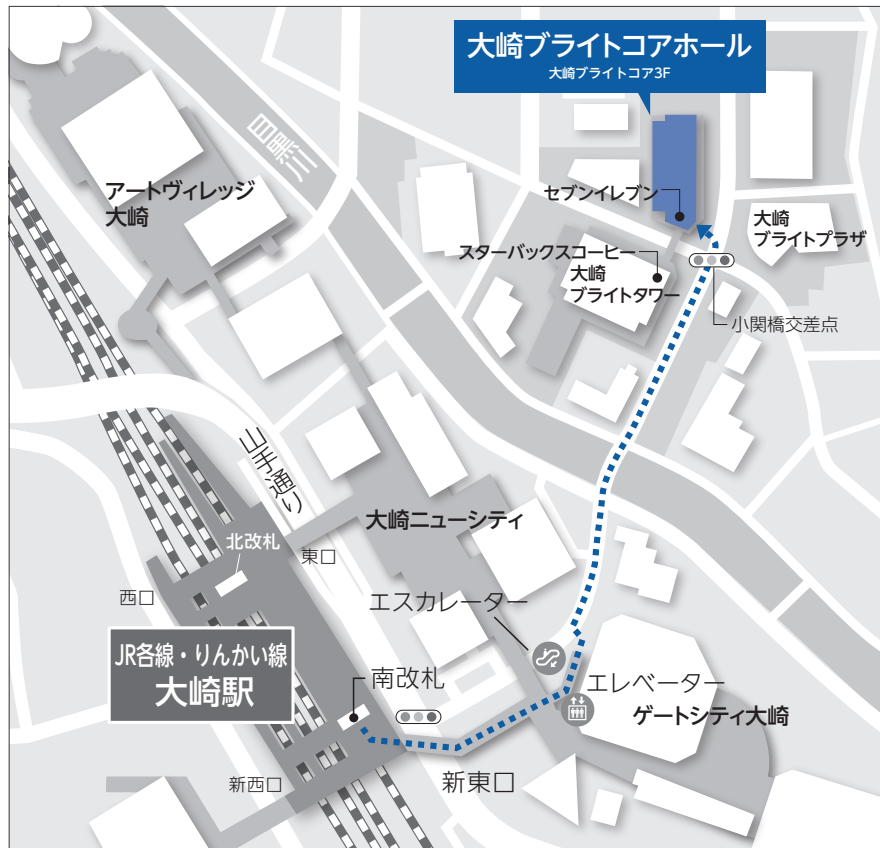 大崎ブライトコアホール
大崎ブライトコア3F
目黒川
アートヴィレッジ
大崎
セブンイレブン
大崎
ブライトプラザ
スターバックスコーヒー
大崎
ブライトタワー
小関橋交差点
山手通り
大崎ニューシティ
北改札
東口
西口
エスカレーター
JR各線・りんかい線
大崎駅
南改札
エレベーター
ゲートシティ大崎
新西口
新東口